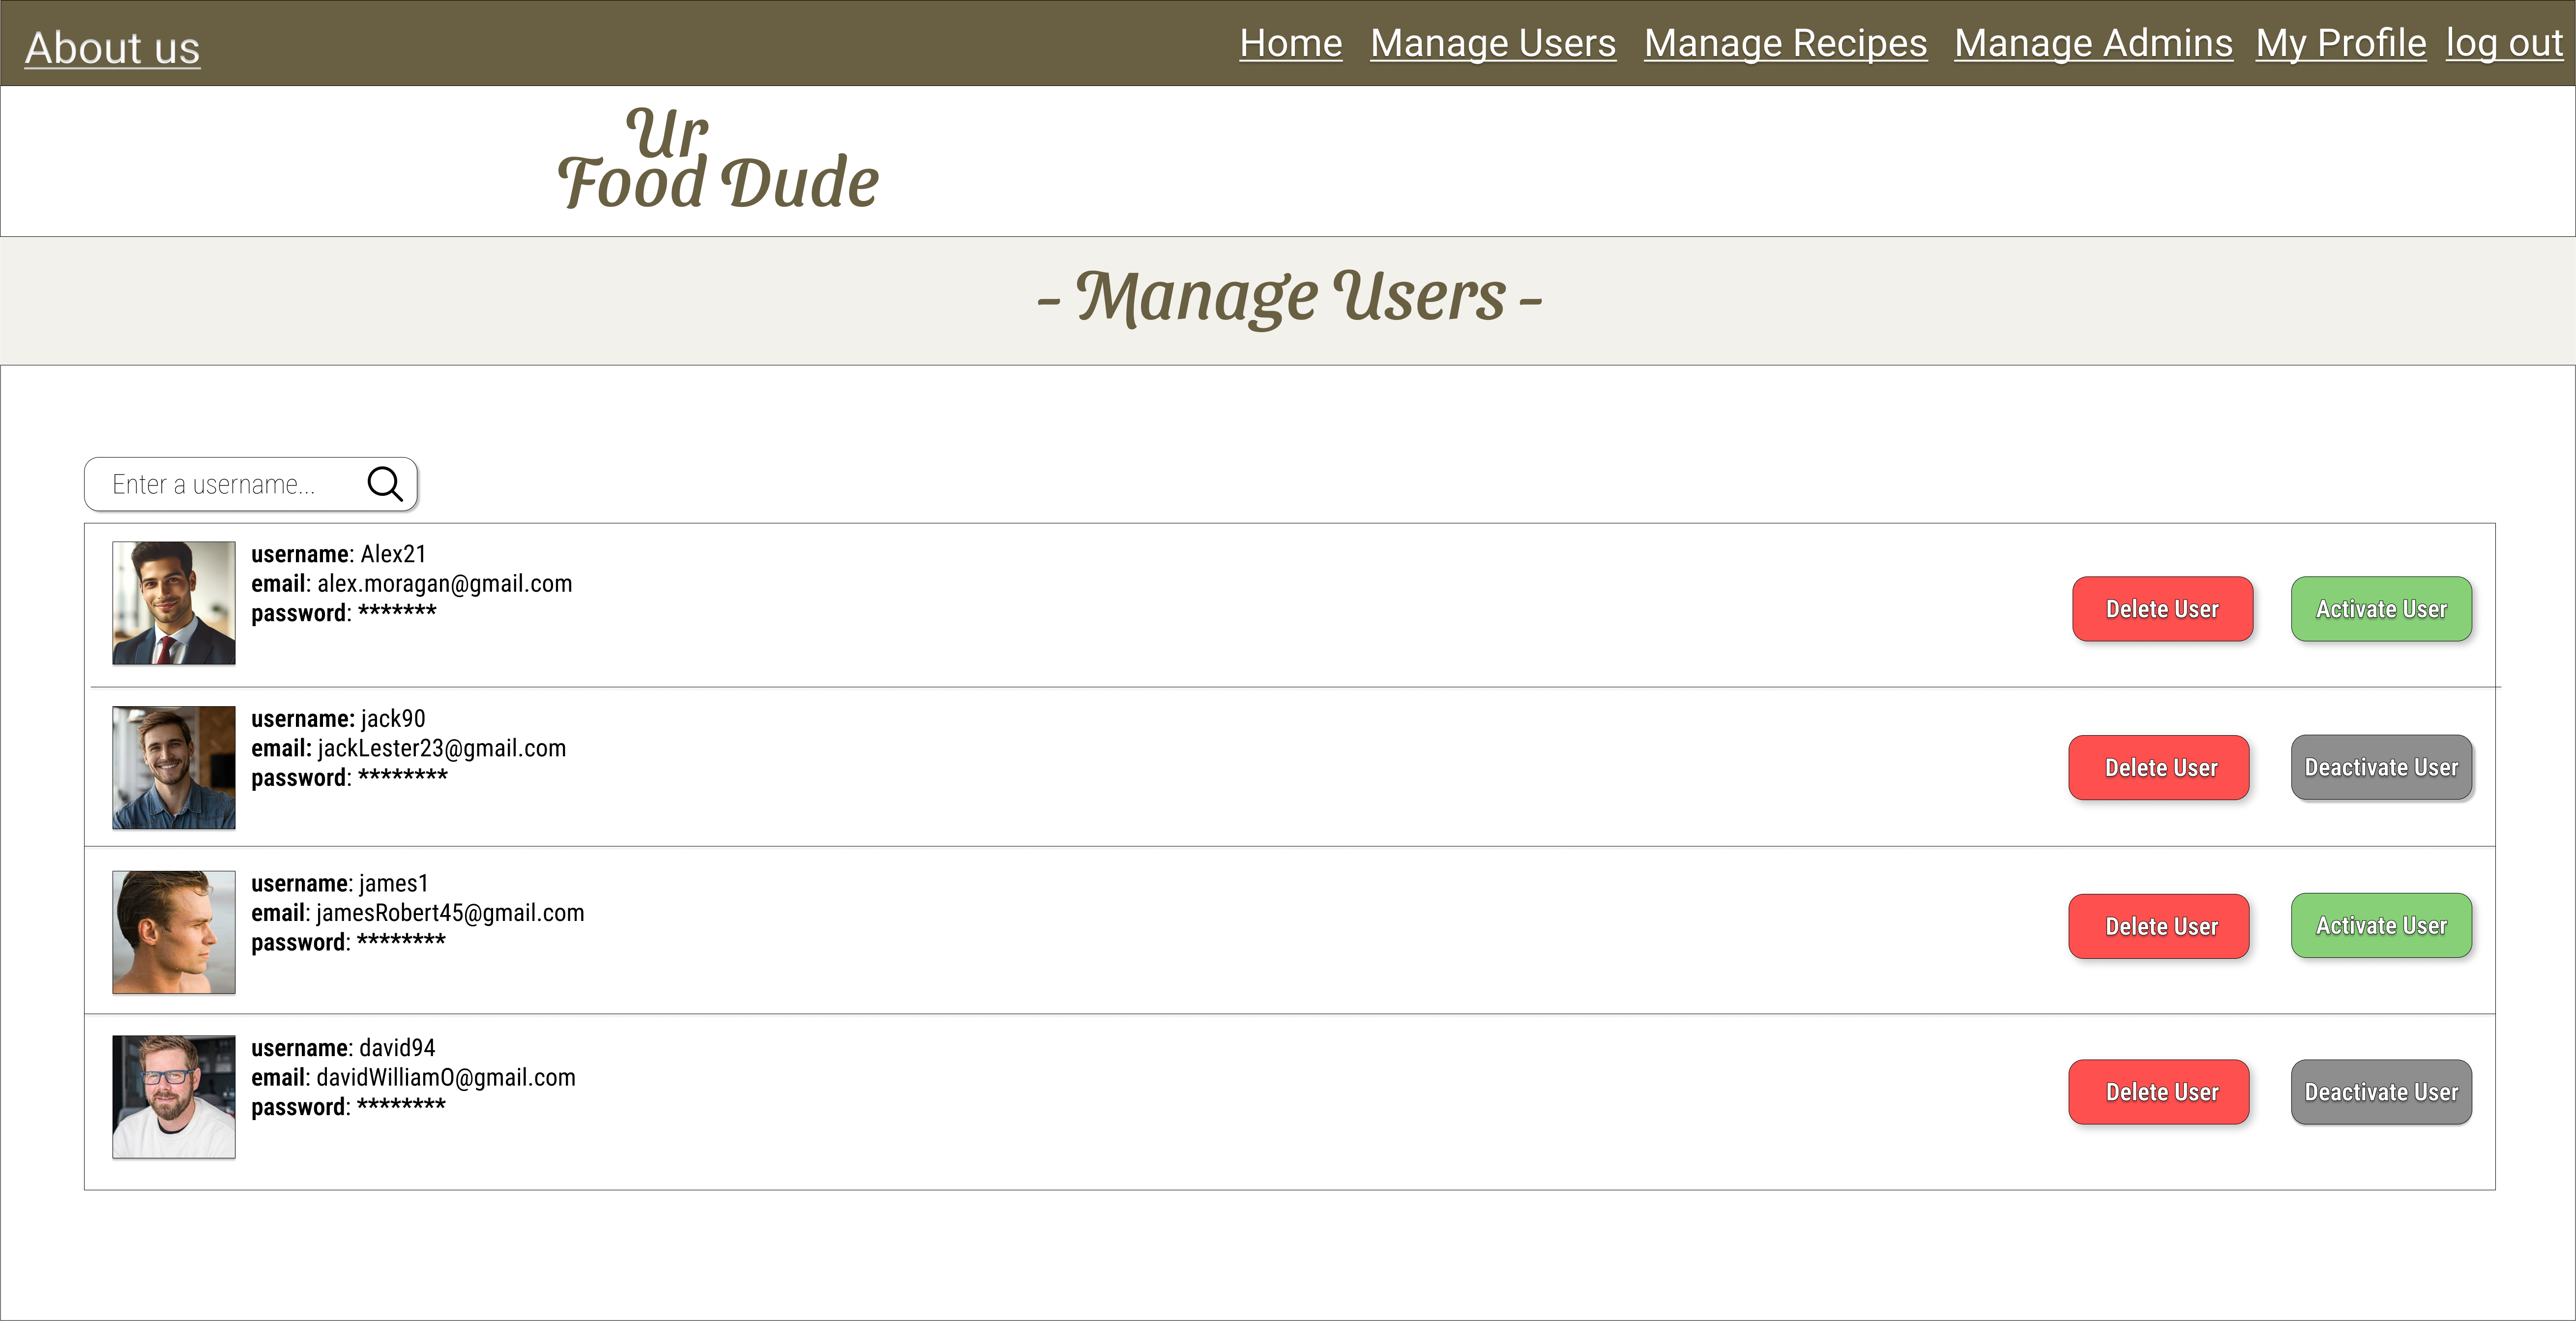 About us
Home Manage Users Manage Recipes Manage Admins My Profile log out
Ur
Food Dude
- Manage Users -
Enter a username...
username: Alex21
email: alex.moragan@gmail.com
password: *******
Delete User
Activate User
username: jack90
email: jackLester23@gmail.com
password: ********
Delete User
Deactivate User
username: james1
email: jamesRobert45@gmail.com
password: ********
Delete User
Activate User
username: david94
email: davidWilliamO@gmail.com
password: ********
Delete User
Deactivate User